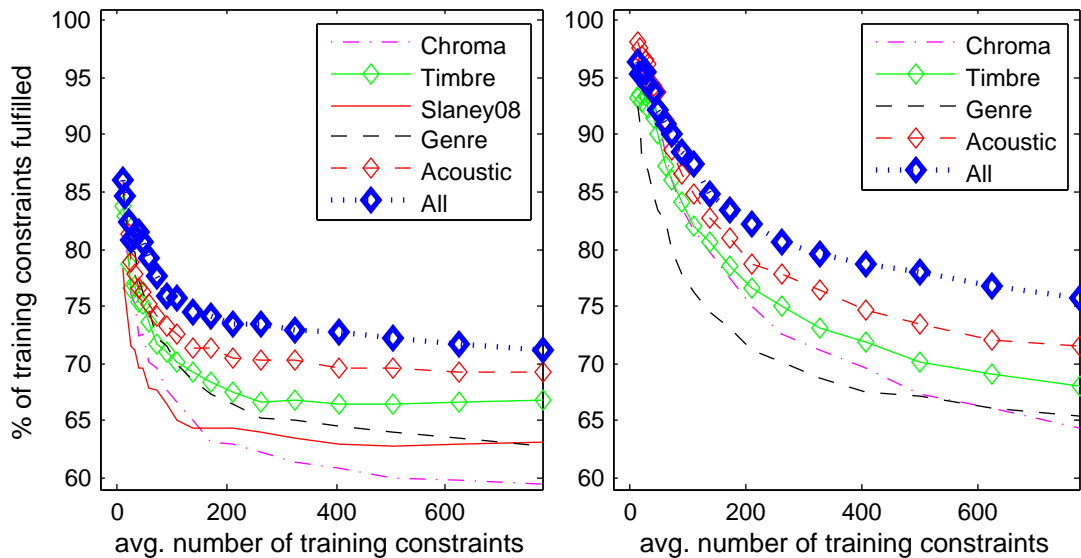 % of training constraints fulfilled
100
95
90
85
80
75
70
65
60
0 200 400 600
avg. number of training constraints
Chroma
Timbre
Slaney08
Genre
Acoustic
All
100
95
90
85
80
75
70
65
60
0 200 400 600
avg. number of training constraints
Chroma
Timbre
Genre
Acoustic
All